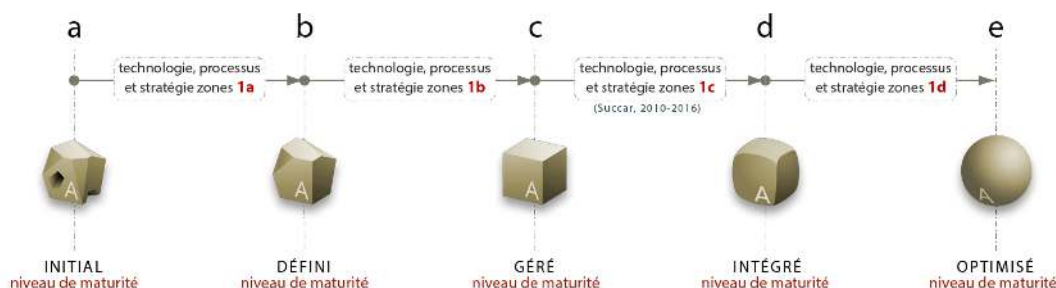 a b c d e
technologie, processus technologie, processus technologie, processus technologie, processus
et stratégie zones 1a et stratégie zones 1b et stratégie zones 1c et stratégie zones 1d
(Succar, 2010-2016)
A A A A A
INITIAL DÉFINI GÉRÉ INTÉGRÉ OPTIMISÉ
niveau de maturité niveau de maturité niveau de maturité niveau de maturité niveau de maturité